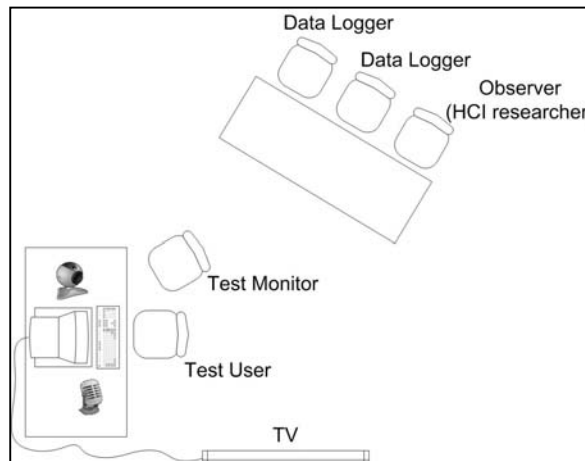 Data Logger
Data Logger
Observer
(HCI researcher
Test Monitor
Test User
TV